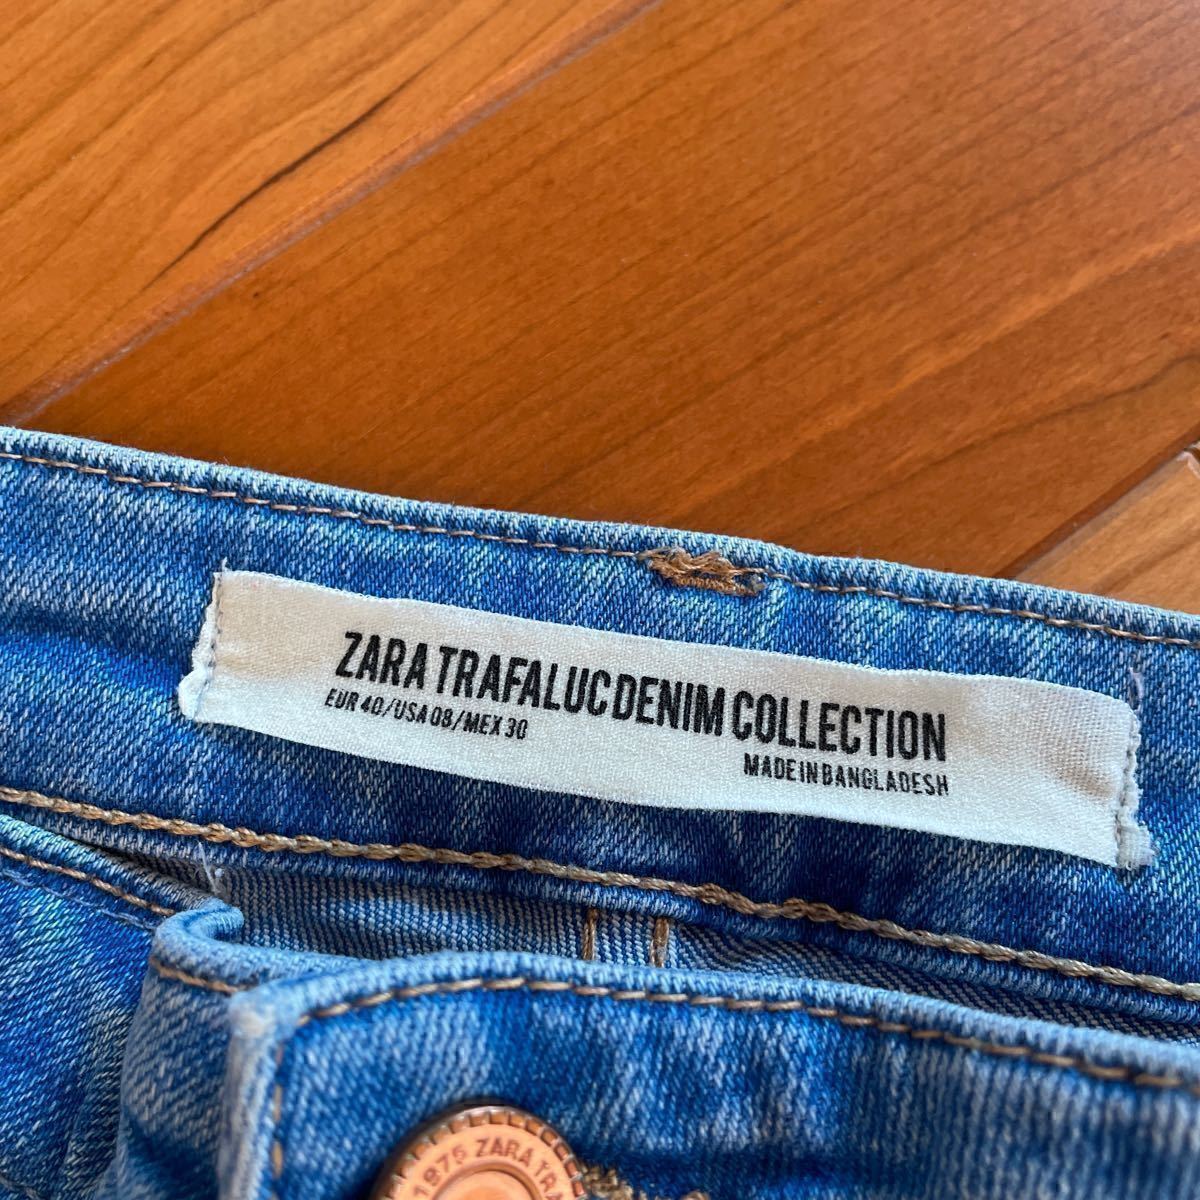 ZARA TRAFALUC DENIM COLLECTION
EUR 40/USA 08/MEX 30
MADE IN BANGLADESH
1975 ZARA TRA